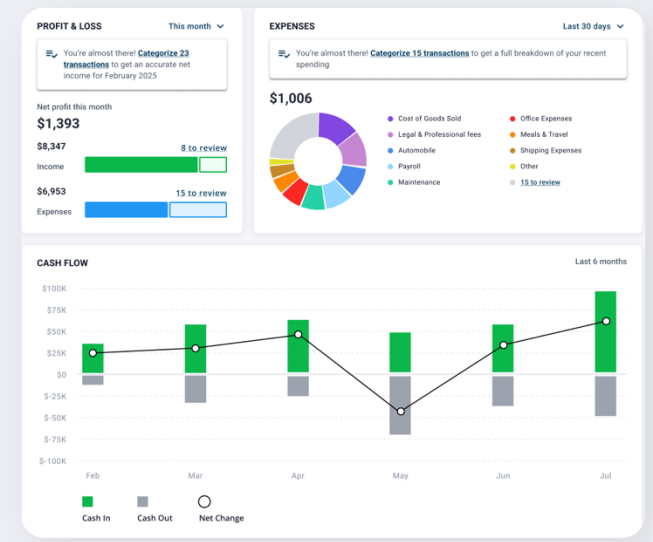 PROFIT & LOSS
This month
You're almost there! Categorize 23
transactions to get an accurate net
income for February 2025
Net profit this month
$1,393
$8,347
8 to review
Income
$6,953
15 to review
Expenses
EXPENSES
Last 30 days
You're almost there! Categorize 15 transactions to get a full breakdown of your recent
spending
$1,006
Cost of Goods Sold
Legal & Professional fees
Automobile
Payroll
Maintenance
Office Expenses
Meals & Travel
Shipping Expenses
Other
15 to review
CASH FLOW
Last 6 months
$100K
$75K
$50K
$25K
$0
$-25K
$-50K
$-75K
$-100K
Feb Mar Apr May Jun Jul
Cash In Cash Out Net Change